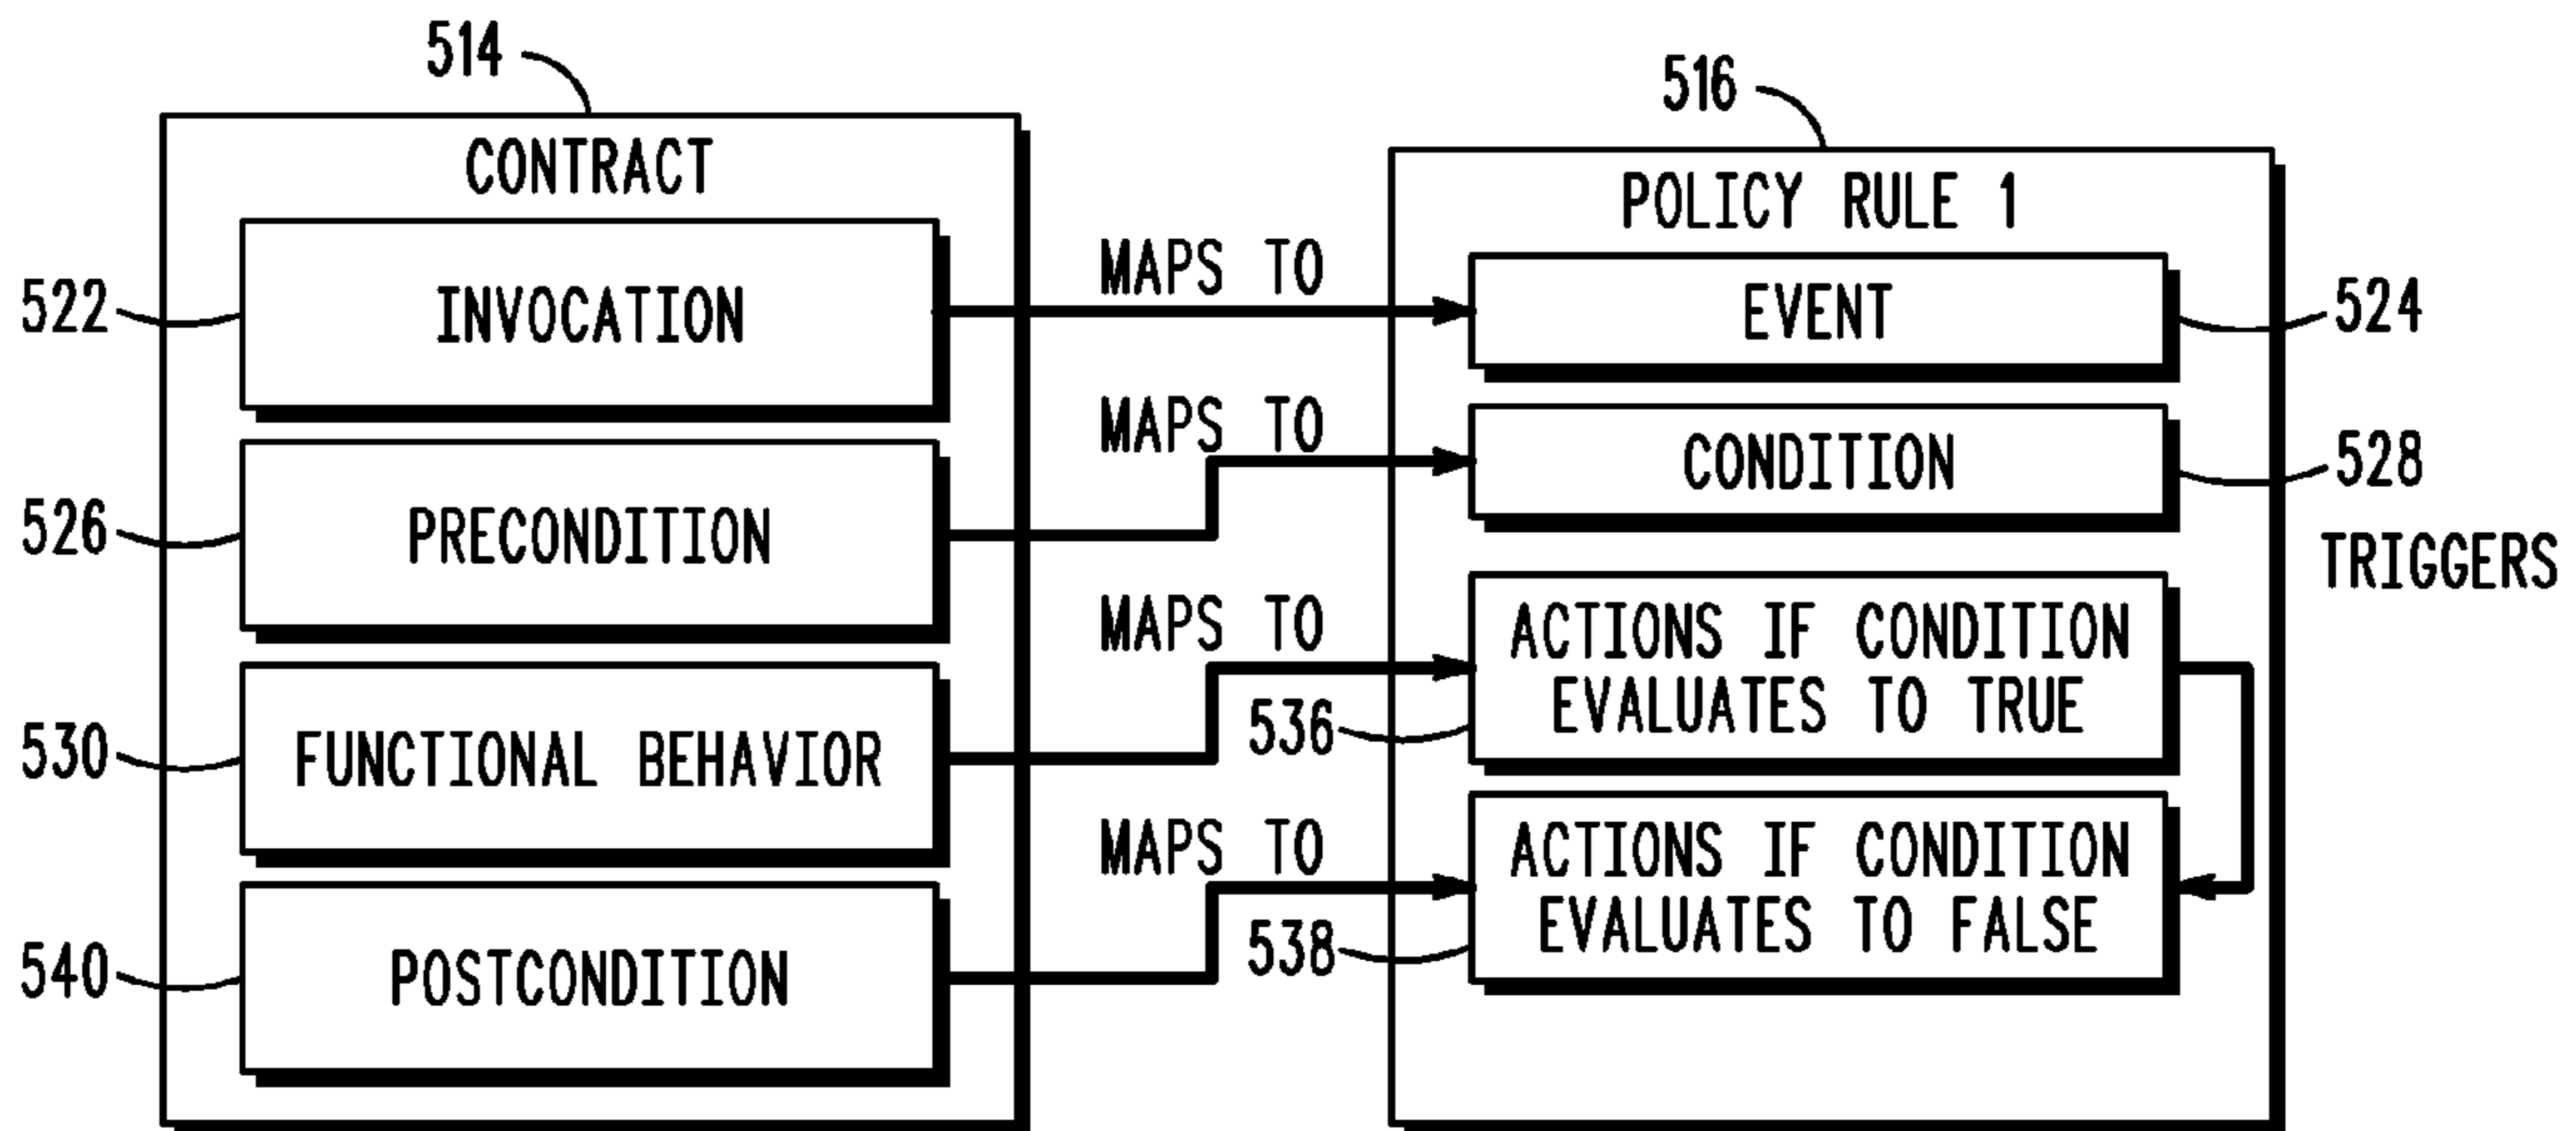 514
516
CONTRACT
POLICY RULE 1
522
INVOCATION
MAPS TO
EVENT
524
526
PRECONDITION
MAPS TO
CONDITION
528
TRIGGERS
530
FUNCTIONAL BEHAVIOR
MAPS TO
536
ACTIONS IF CONDITION
EVALUATES TO TRUE
540
POSTCONDITION
MAPS TO
538
ACTIONS IF CONDITION
EVALUATES TO FALSE